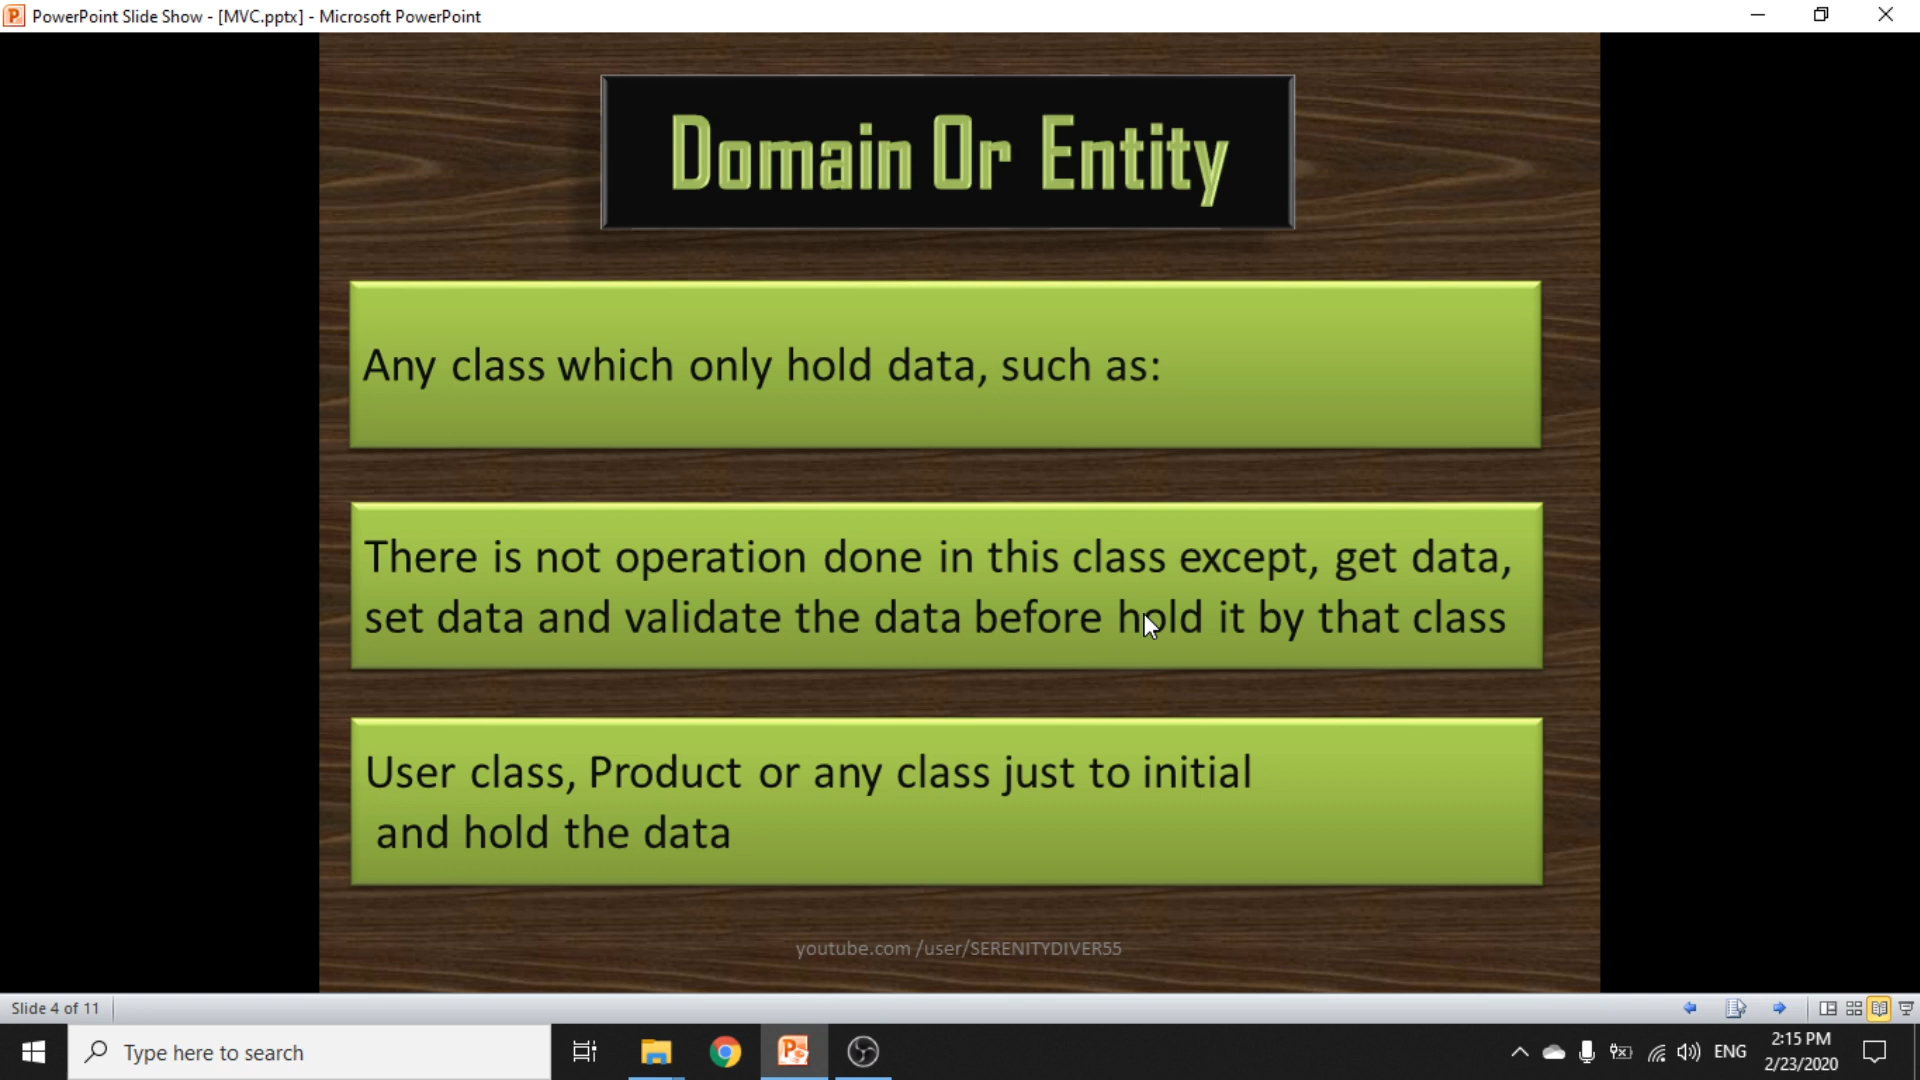 PowerPoint Slide Show - [MVC.pptx] - Microsoft PowerPoint
Domain Or Entity
Any class which only hold data, such as:
There is not operation done in this class except, get data,
set data and validate the data before hold it by that class
User class, Product or any class just to initial
and hold the data
youtube.com /user/SERENITYDIVER55
Slide 4 of 11
Type here to search
ENG
2:15 PM
2/23/2020